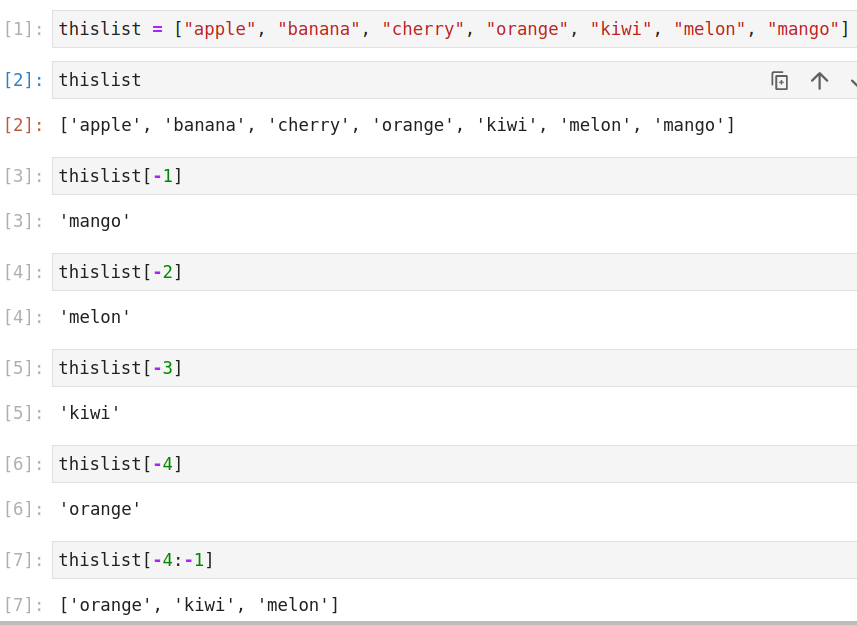 [1]: thislist = ["apple", "banana", "cherry", "orange", "kiwi", "melon", "mango"]
[2]: thislist
[2]: ['apple', 'banana', 'cherry', 'orange', 'kiwi', 'melon', 'mango']
[3]: thislist[-1]
[3]: 'mango'
[4]: thislist[-2]
[4]: 'melon'
[5]: thislist[-3]
[5]: 'kiwi'
[6]: thislist[-4]
[6]: 'orange'
[7]: thislist[-4:-1]
[7]: ['orange', 'kiwi', 'melon']